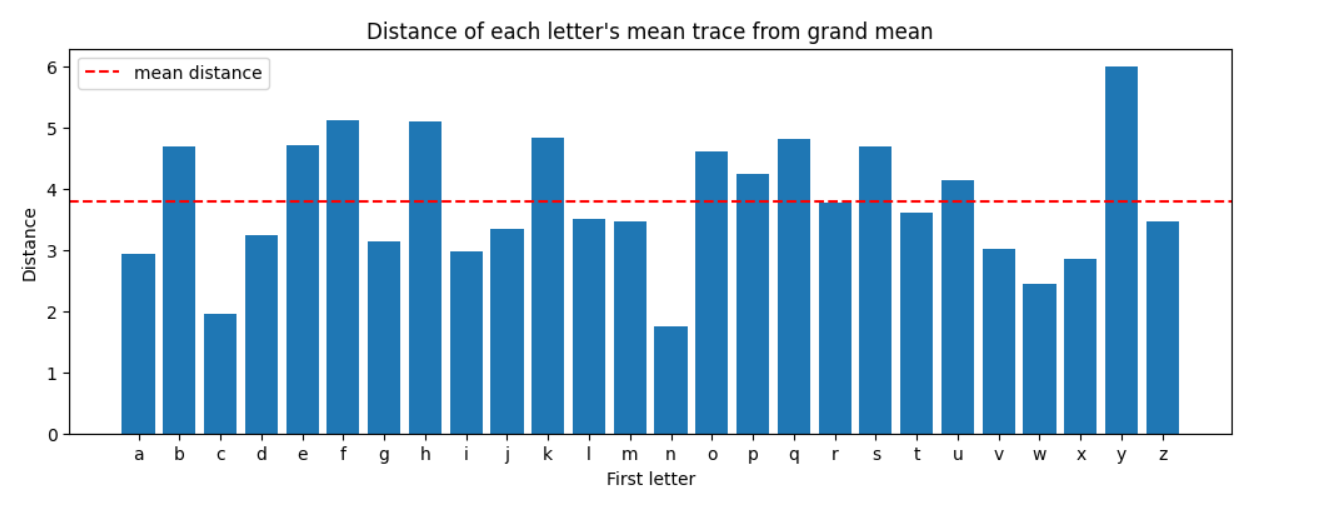 Distance of each letter's mean trace from grand mean
mean distance
6
5
4
3
2
1
0
Distance
a b c d e f g h i j k l m n o p q r s t u v w x y z
First letter